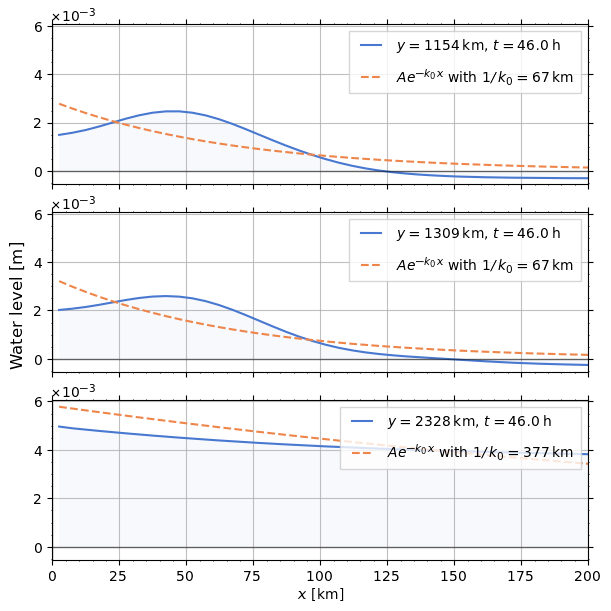 ×10⁻³
6
4
2
0
y = 1154 km, t = 46.0 h
Ae^{-k₀x} with 1/k₀ = 67 km
×10⁻³
6
4
2
0
y = 1309 km, t = 46.0 h
Ae^{-k₀x} with 1/k₀ = 67 km
Water level [m]
×10⁻³
6
4
2
0
y = 2328 km, t = 46.0 h
Ae^{-k₀x} with 1/k₀ = 377 km
0 25 50 75 100 125 150 175 200
x [km]